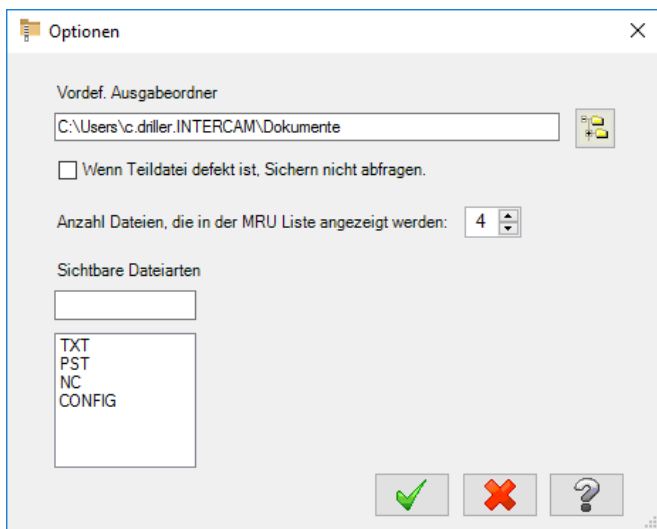 Optionen
Vordef. Ausgabeordner
C:\Users\c.driller.INTERCAM\Dokumente
Wenn Teildatei defekt ist, Sichern nicht abfragen.
Anzahl Dateien, die in der MRU Liste angezeigt werden: 4
Sichtbare Dateiarten
TXT
PST
NC
CONFIG